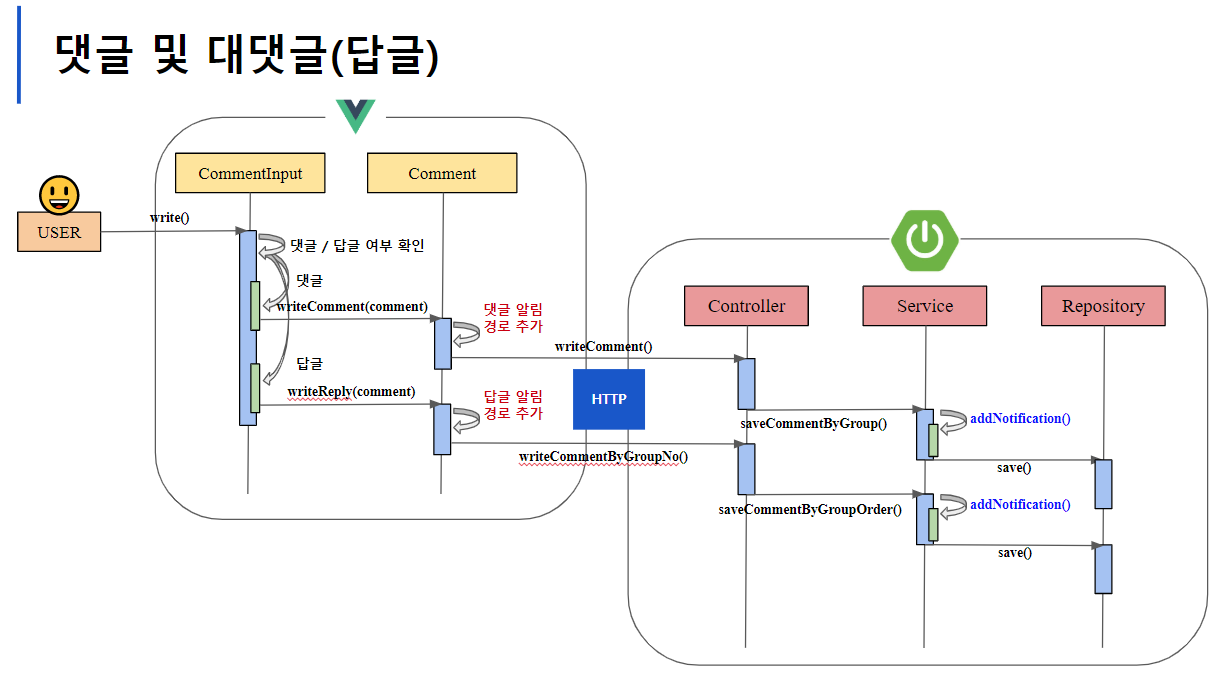 댓글 및 대댓글(답글)
CommentInput
Comment
USER
write()
댓글 / 답글 여부 확인
댓글
writeComment(comment)
댓글 알림
경로 추가
writeComment()
답글
writeReply(comment)
답글 알림
경로 추가
HTTP
writeCommentByGroupNo()
Controller
Service
Repository
saveCommentByGroup()
addNotification()
save()
saveCommentByGroupOrder()
addNotification()
save()